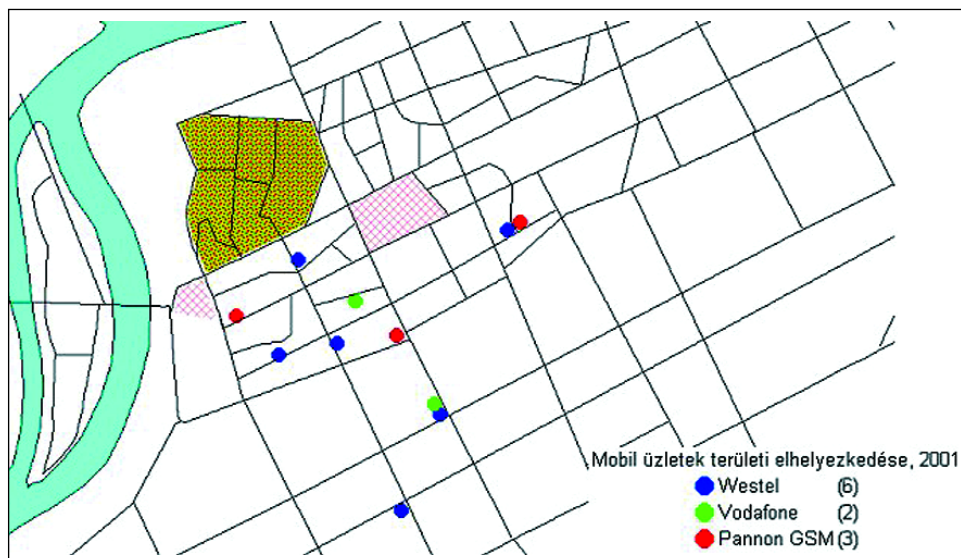 Mobil üzletek területi elhelyezkedése, 2001
Westel (6)
Vodafone (2)
Pannon GSM (3)